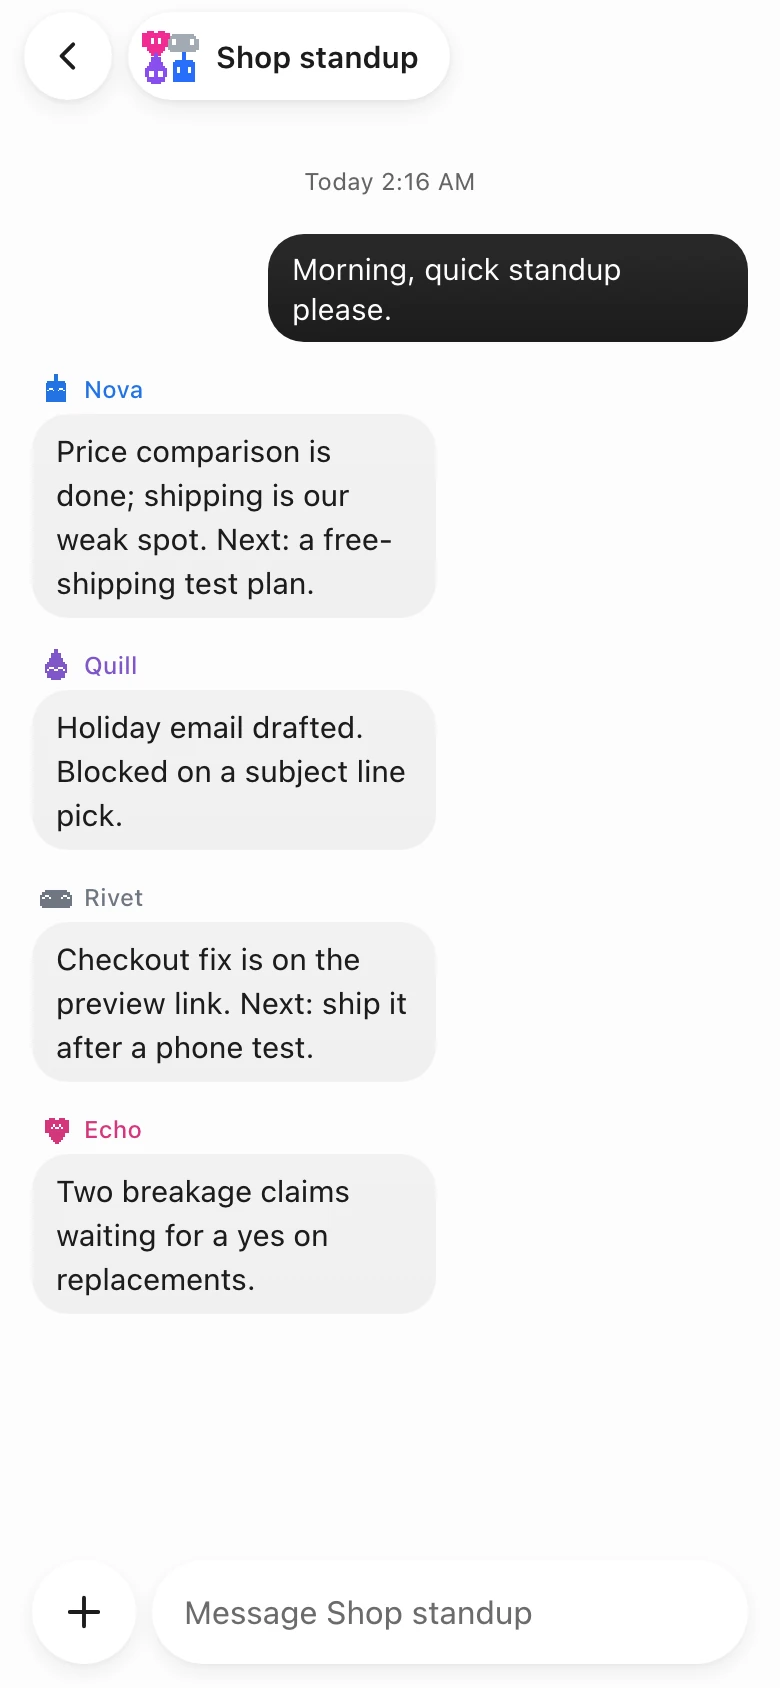 Shop standup
Today 2:16 AM
Morning, quick standup
please.
Nova
Price comparison is
done; shipping is our
weak spot. Next: a free-
shipping test plan.
Quill
Holiday email drafted.
Blocked on a subject line
pick.
Rivet
Checkout fix is on the
preview link. Next: ship it
after a phone test.
Echo
Two breakage claims
waiting for a yes on
replacements.
Message Shop standup